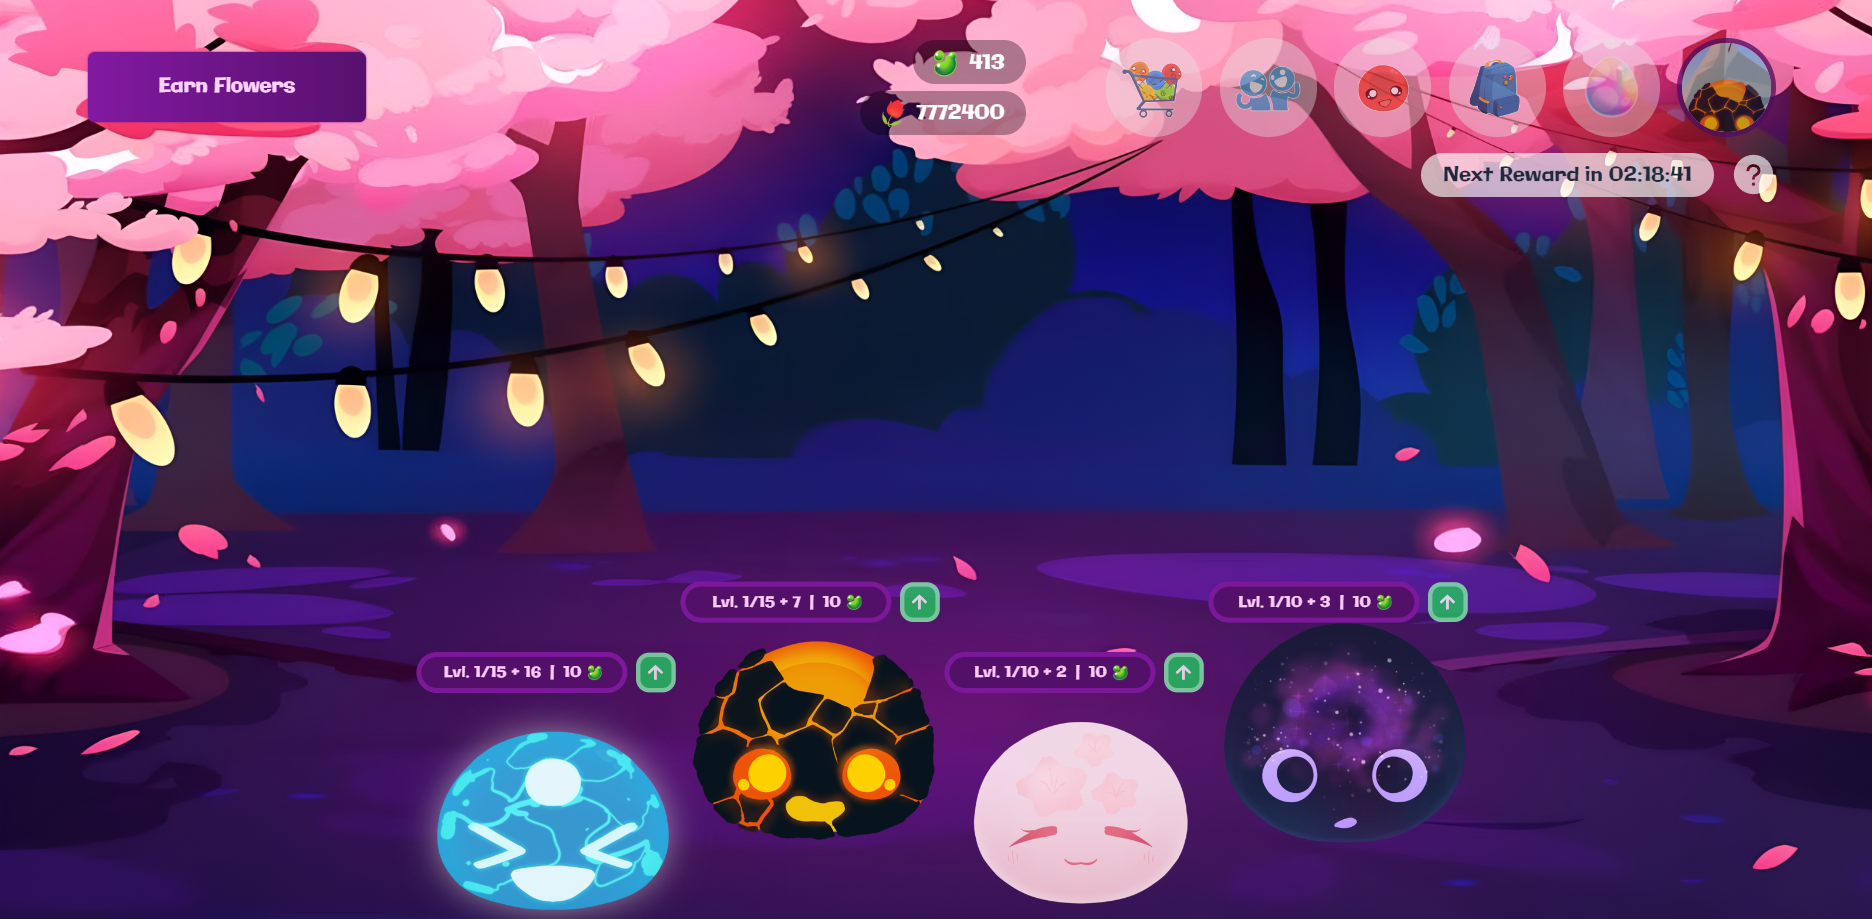 Earn Flowers
413
7772400
Next Reward in 02:18:41
?
Lvl. 1/15 + 7 | 10
Lvl. 1/10 + 3 | 10
Lvl. 1/15 + 16 | 10
Lvl. 1/10 + 2 | 10